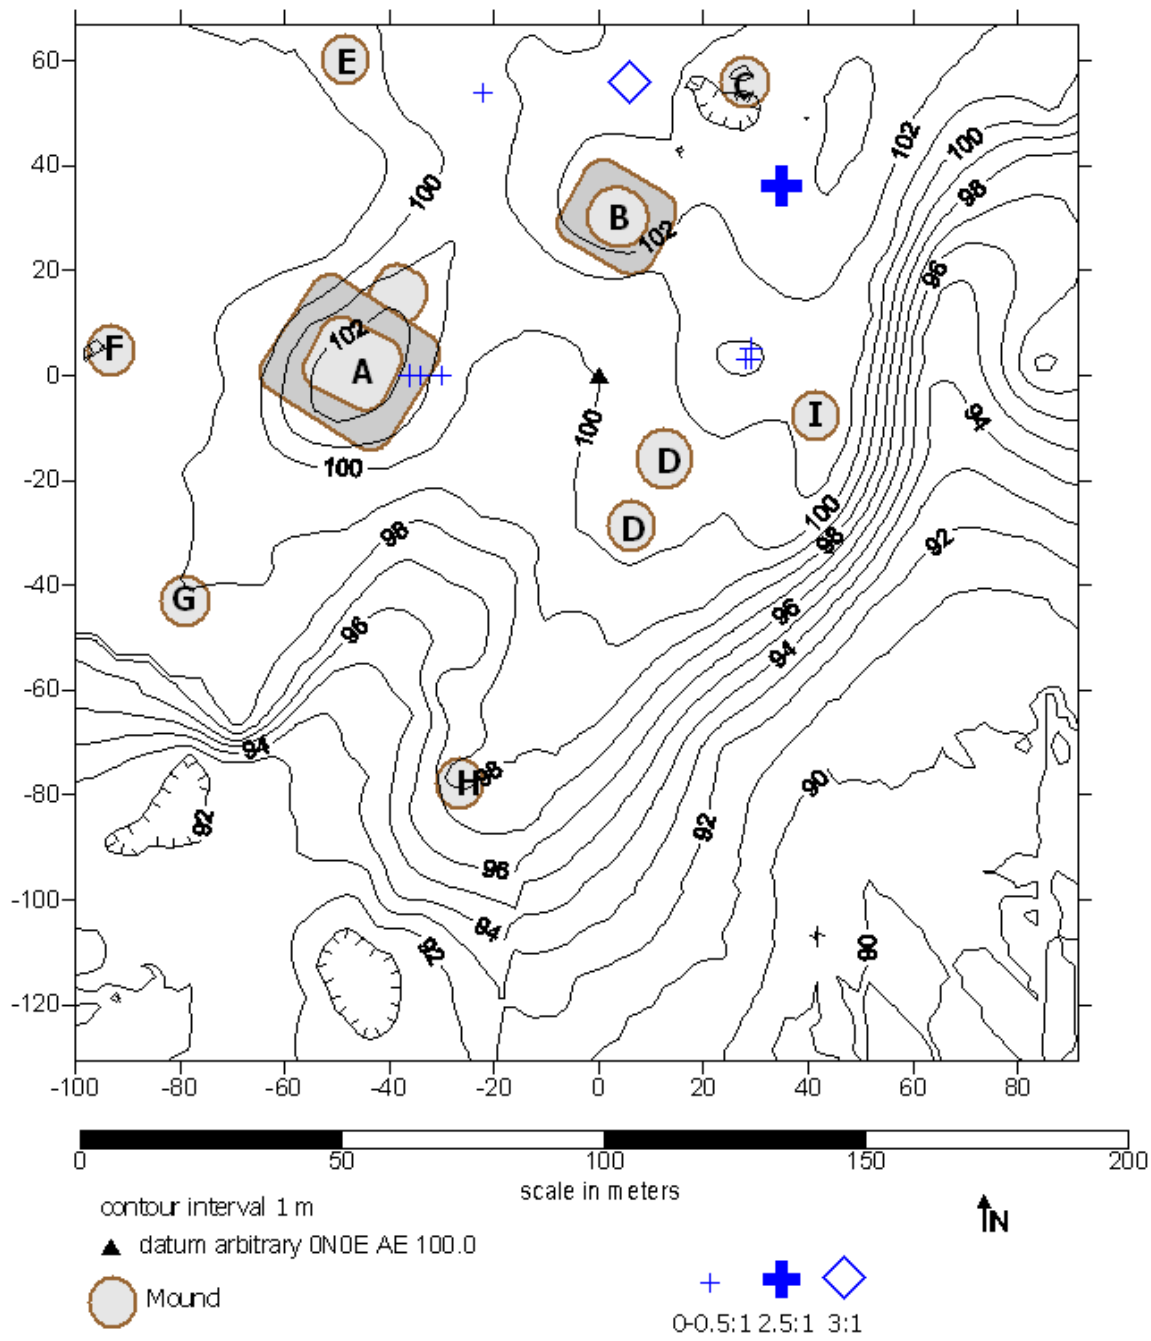 60
40
20
0
-20
-40
-60
-80
-100
-120
E
C
102
100
98
100
B
102
96
102
F
A
94
I
100
100
D
100
98
D
98
92
G
96
96
94
94
H
98
90
92
92
96
94
92
90
-100 -80 -60 -40 -20 0 20 40 60 80
0 50 100 150 200
scale in meters
contour interval 1 m
N
datum arbitrary 0N0E AE 100.0
Mound
0-0.5:1 2.5:1 3:1